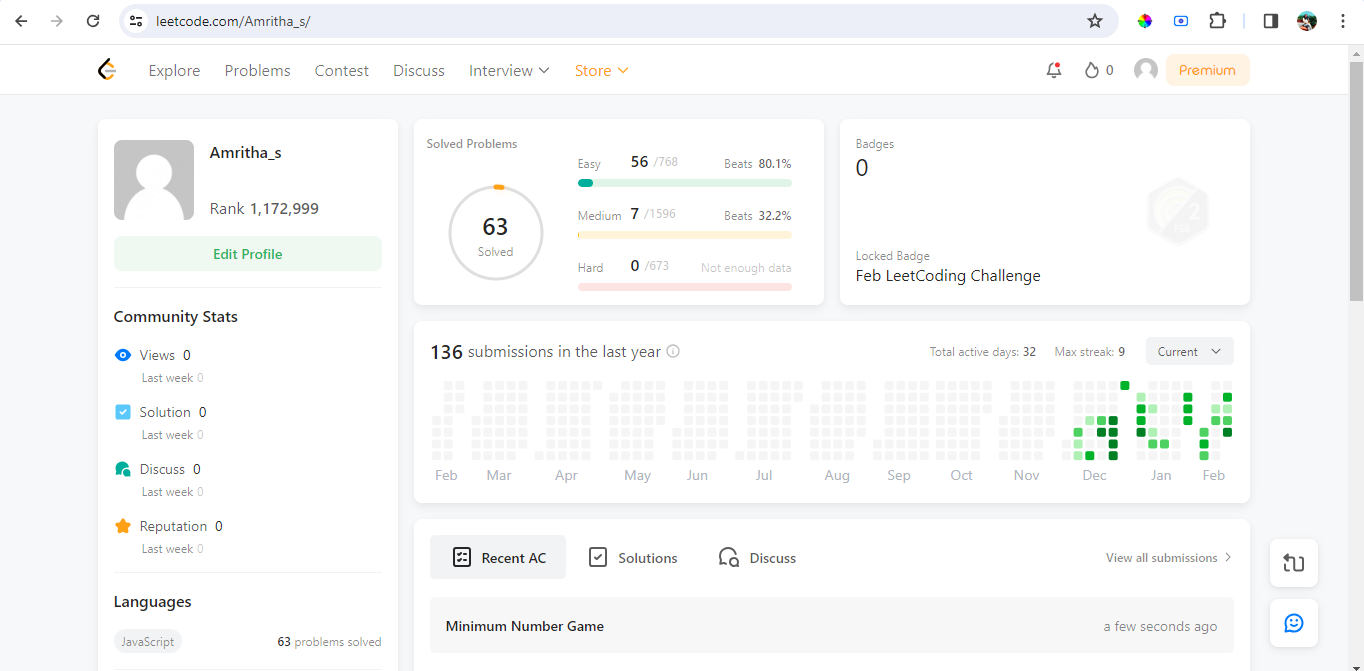 leetcode.com/Amritha_s/
Explore Problems Contest Discuss Interview Store 0 Premium
Amritha_s
Rank 1,172,999
Edit Profile
Community Stats
Views 0
Last week 0
Solution 0
Last week 0
Discuss 0
Last week 0
Reputation 0
Last week 0
Languages
JavaScript 63 problems solved
Solved Problems
63
Solved
Easy 56 /768 Beats 80.1%
Medium 7 /1596 Beats 32.2%
Hard 0 /673 Not enough data
Badges
0
Locked Badge
Feb LeetCoding Challenge
2
FEB
136 submissions in the last year
Total active days: 32 Max streak: 9 Current
Feb Mar Apr May Jun Jul Aug Sep Oct Nov Dec Jan Feb
Recent AC Solutions Discuss View all submissions
Minimum Number Game a few seconds ago